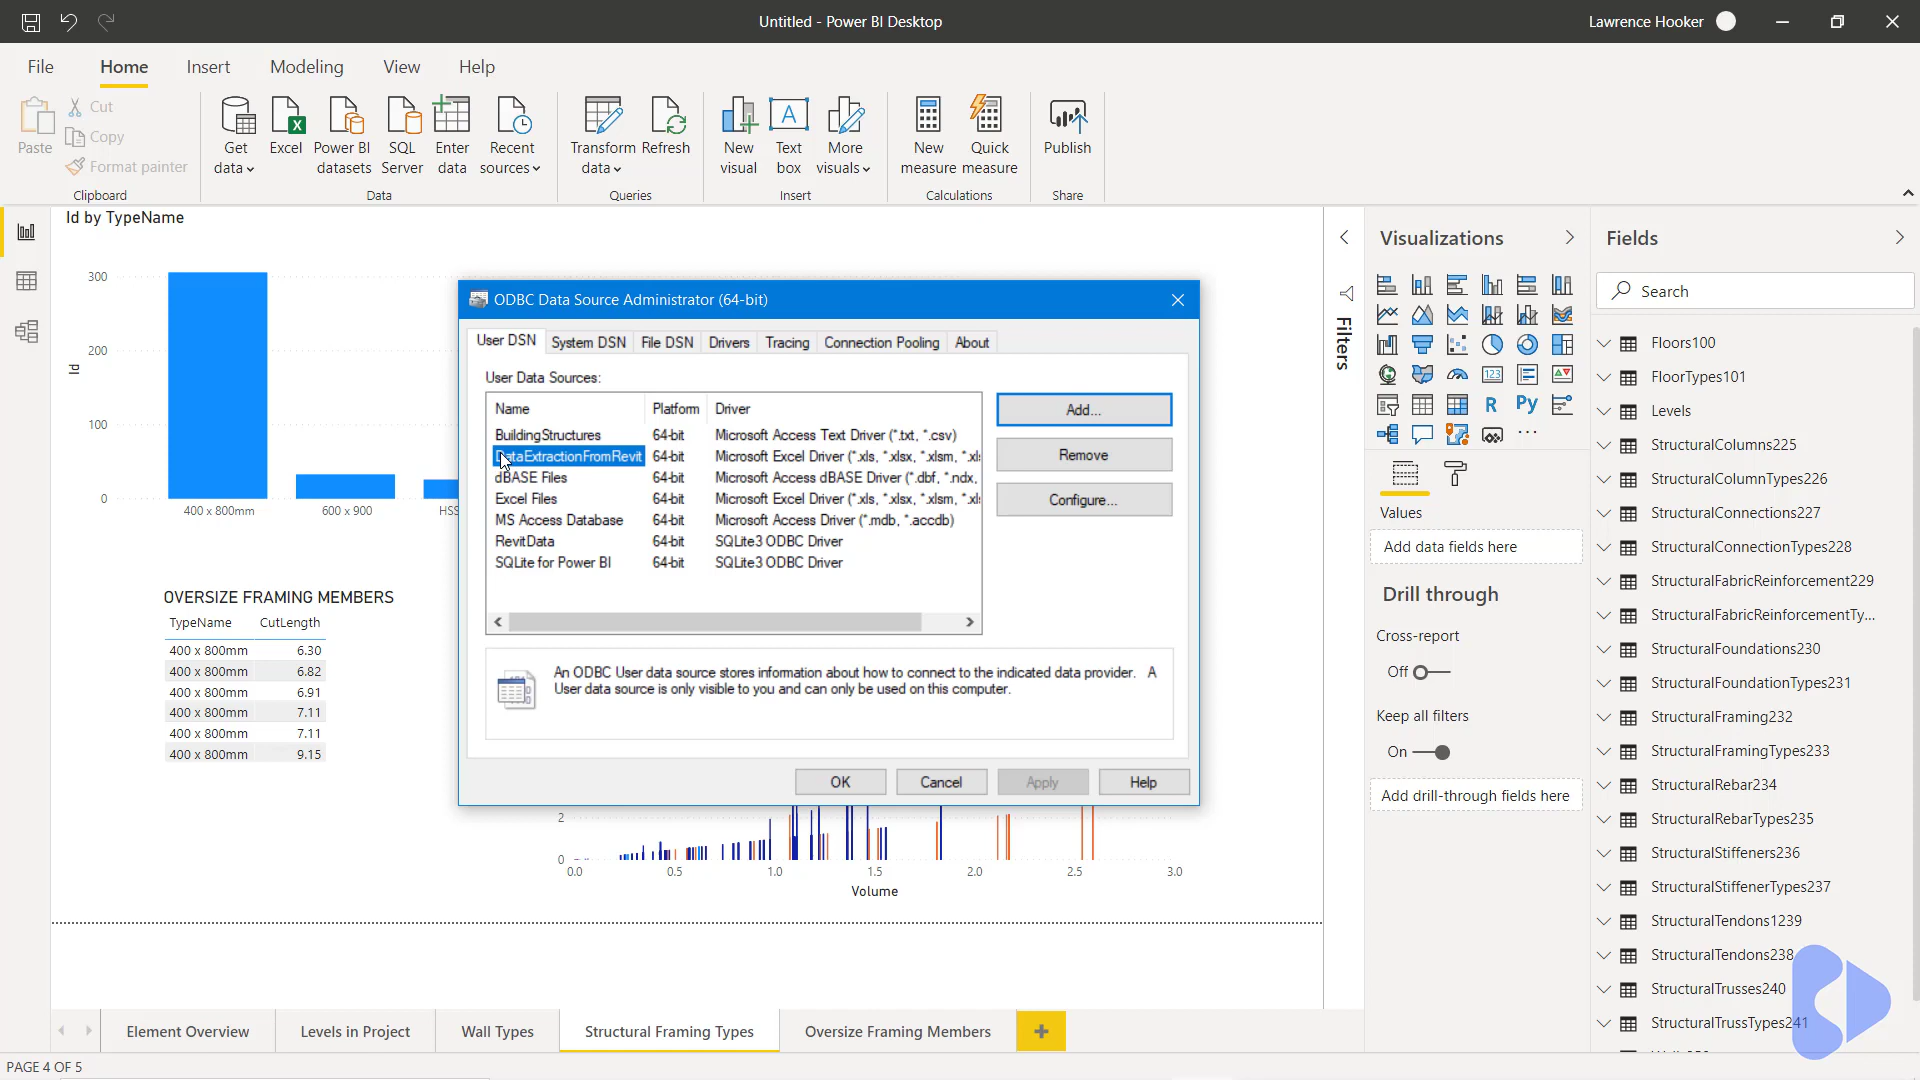 Untitled - Power BI Desktop
Lawrence Hooker
File
Home
Insert
Modeling
View
Help
Paste
Cut
Copy
Format painter
Clipboard
Get
data
Excel
Power BI
datasets
SQL
Server
Enter
data
Recent
sources
Data
Transform
data
Refresh
Queries
New
visual
Text
box
More
visuals
Insert
New
measure
Quick
measure
Calculations
Publish
Share
Id by TypeName
300
200
100
0
Id
400 x 800mm
600 x 900
HSS
OVERSIZE FRAMING MEMBERS
TypeName CutLength
400 x 800mm 6.30
400 x 800mm 6.82
400 x 800mm 6.91
400 x 800mm 7.11
400 x 800mm 7.11
400 x 800mm 9.15
ODBC Data Source Administrator (64-bit)
User DSN
System DSN
File DSN
Drivers
Tracing
Connection Pooling
About
User Data Sources:
Name Platform Driver
BuildingStructures 64-bit Microsoft Access Text Driver (*.txt, *.csv)
DataExtractionFromRevit 64-bit Microsoft Excel Driver (*.xls, *.xlsx, *.xlsm, *.xl
dBASE Files 64-bit Microsoft Access dBASE Driver (*.dbf, *.ndx,
Excel Files 64-bit Microsoft Excel Driver (*.xls, *.xlsx, *.xlsm, *.xl
MS Access Database 64-bit Microsoft Access Driver (*.mdb, *.accdb)
RevitData 64-bit SQLite3 ODBC Driver
SQLite for Power BI 64-bit SQLite3 ODBC Driver
Add...
Remove
Configure...
An ODBC User data source stores information about how to connect to the indicated data provider. A
User data source is only visible to you and can only be used on this computer.
OK
Cancel
Apply
Help
2
0
0.0 0.5 1.0 1.5 2.0 2.5 3.0
Volume
Filters
Visualizations
123
R
Py
Values
Add data fields here
Drill through
Cross-report
Off
Keep all filters
On
Add drill-through fields here
Fields
Search
Floors100
FloorTypes101
Levels
StructuralColumns225
StructuralColumnTypes226
StructuralConnections227
StructuralConnectionTypes228
StructuralFabricReinforcement229
StructuralFabricReinforcementTy...
StructuralFoundations230
StructuralFoundationTypes231
StructuralFraming232
StructuralFramingTypes233
StructuralRebar234
StructuralRebarTypes235
StructuralStiffeners236
StructuralStiffenerTypes237
StructuralTendons1239
StructuralTendons238
StructuralTrusses240
StructuralTrussTypes241
Element Overview
Levels in Project
Wall Types
Structural Framing Types
Oversize Framing Members
PAGE 4 OF 5